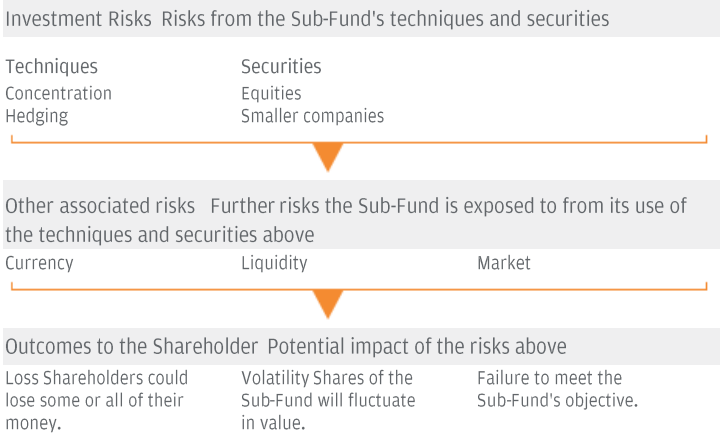 Investment Risks Risks from the Sub-Fund's techniques and securities
Techniques Securities
Concentration Equities
Hedging Smaller companies
Other associated risks Further risks the Sub-Fund is exposed to from its use of
the techniques and securities above
Currency Liquidity Market
Outcomes to the Shareholder Potential impact of the risks above
Loss Shareholders could Volatility Shares of the Failure to meet the
lose some or all of their Sub-Fund will fluctuate Sub-Fund's objective.
money. in value.